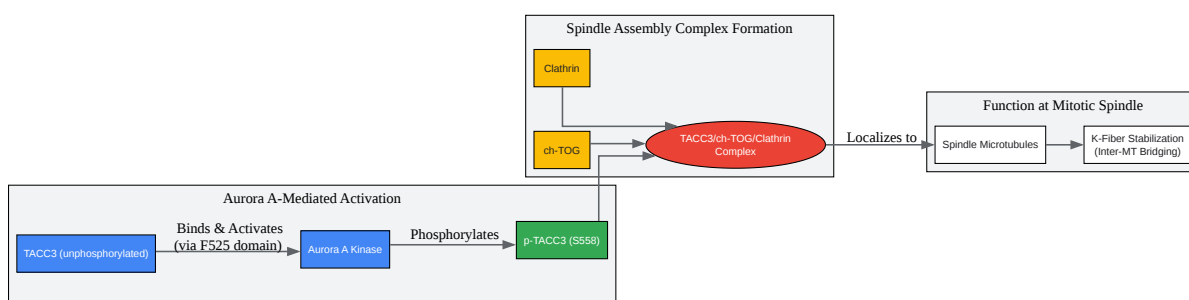 Spindle Assembly Complex Formation
Clathrin
ch-TOG
TACC3/ch-TOG/Clathrin
Complex
Localizes to
Function at Mitotic Spindle
Spindle Microtubules
K-Fiber Stabilization
(Inter-MT Bridging)
Aurora A-Mediated Activation
TACC3 (unphosphorylated)
Binds & Activates
(via F525 domain)
Aurora A Kinase
Phosphorylates
p-TACC3 (S558)